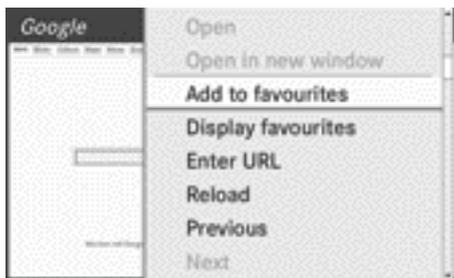 Google
Open
Open in new window
Add to favourites
Display favourites
Enter URL
Reload
Previous
Next